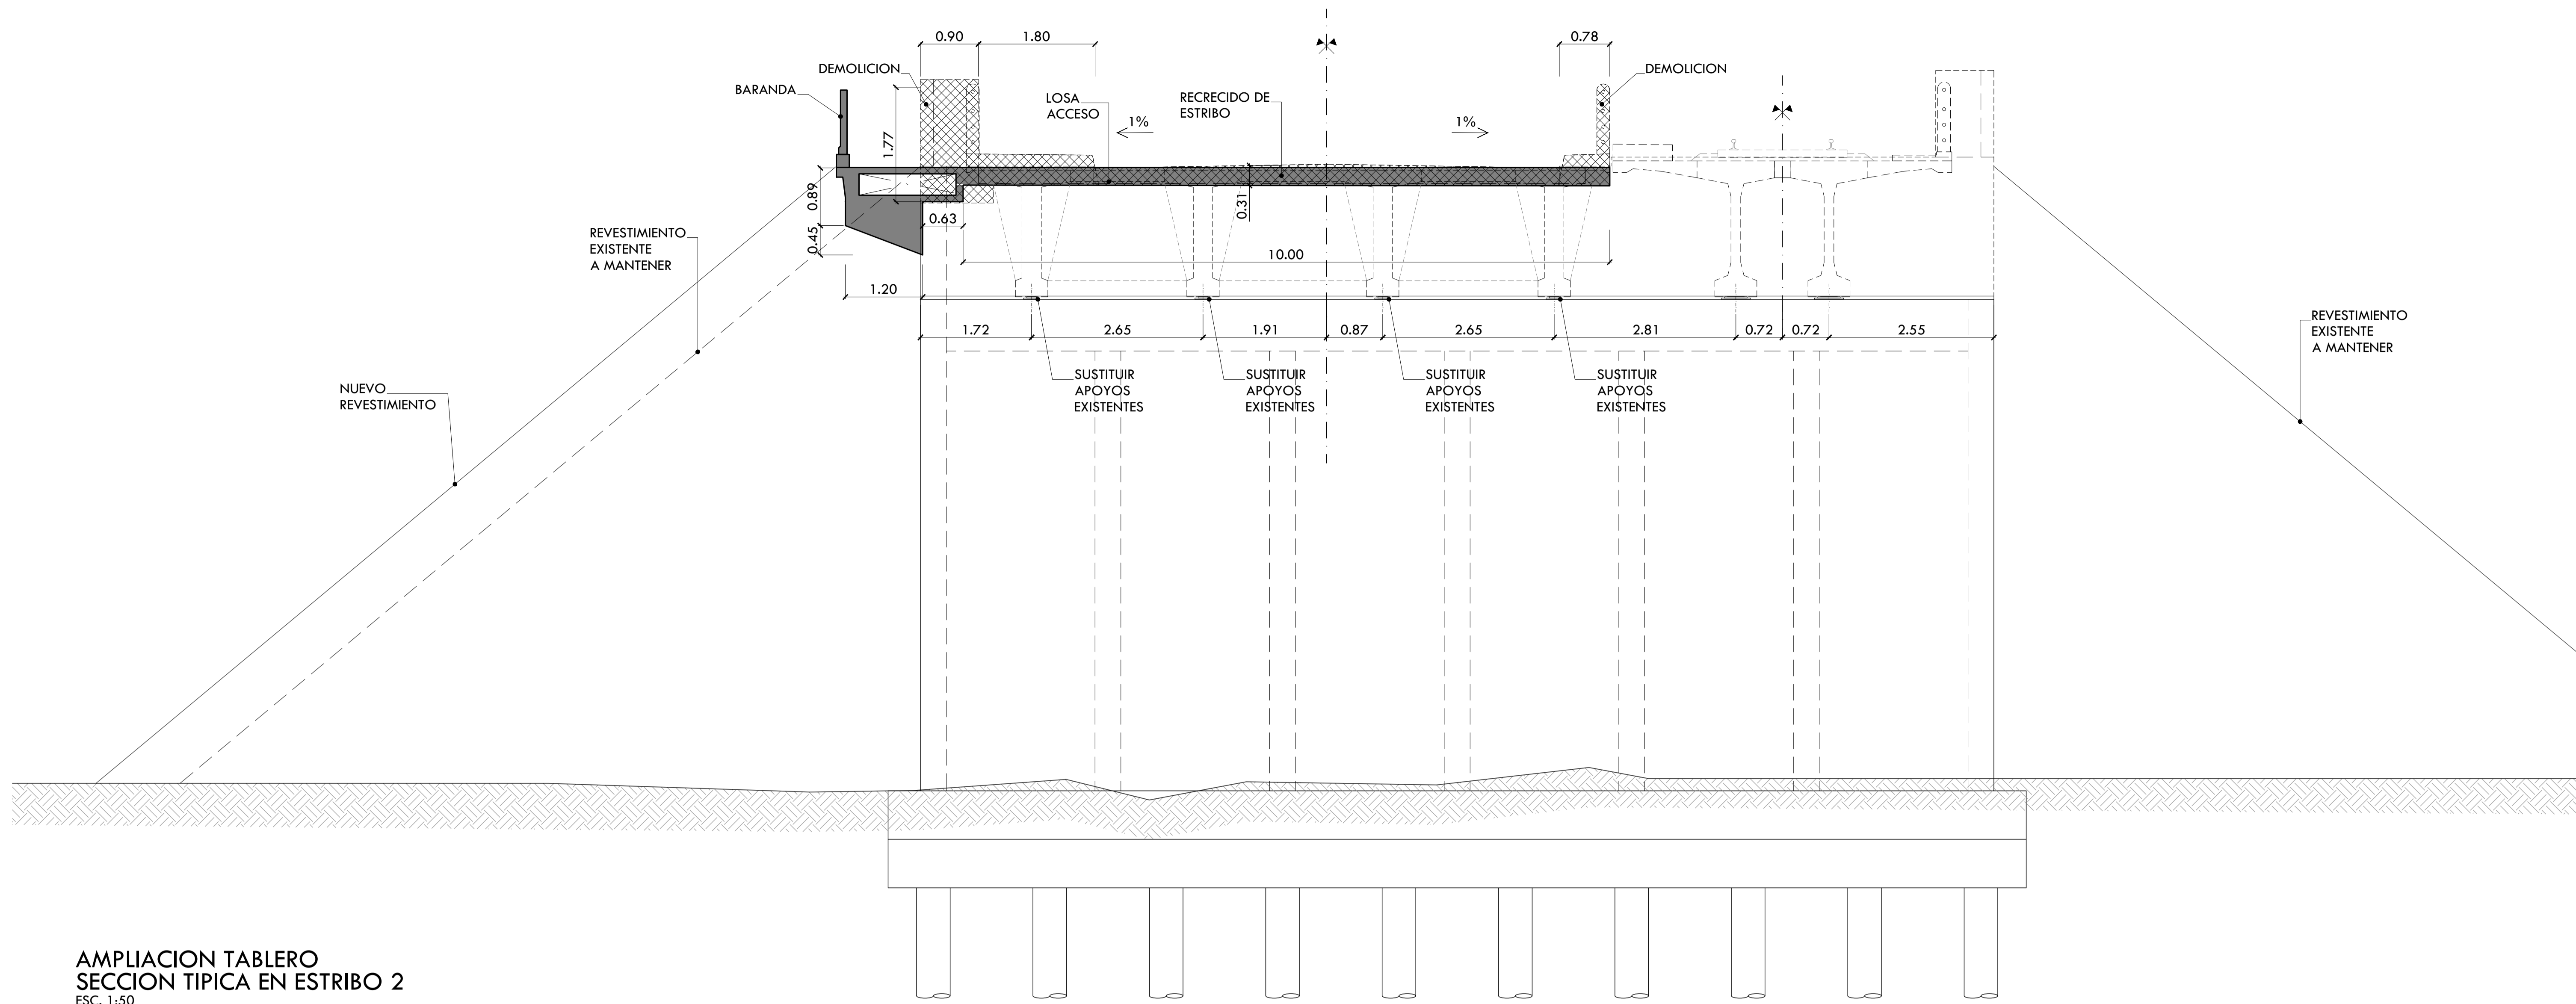 0.90
1.80
0.78
DEMOLICION
DEMOLICION
BARANDA
LOSA
ACCESO
RECRECIDO DE
ESTRIBO
1%
1%
1.77
0.89
0.45
0.63
0.31
10.00
1.20
REVESTIMIENTO
EXISTENTE
A MANTENER
1.72
2.65
1.91
0.87
2.65
2.81
0.72
0.72
2.55
REVESTIMIENTO
EXISTENTE
A MANTENER
NUEVO
REVESTIMIENTO
SUSTITUIR
APOYOS
EXISTENTES
SUSTITUIR
APOYOS
EXISTENTES
SUSTITUIR
APOYOS
EXISTENTES
SUSTITUIR
APOYOS
EXISTENTES
AMPLIACION TABLERO
SECCION TIPICA EN ESTRIBO 2
ESC. 1:50